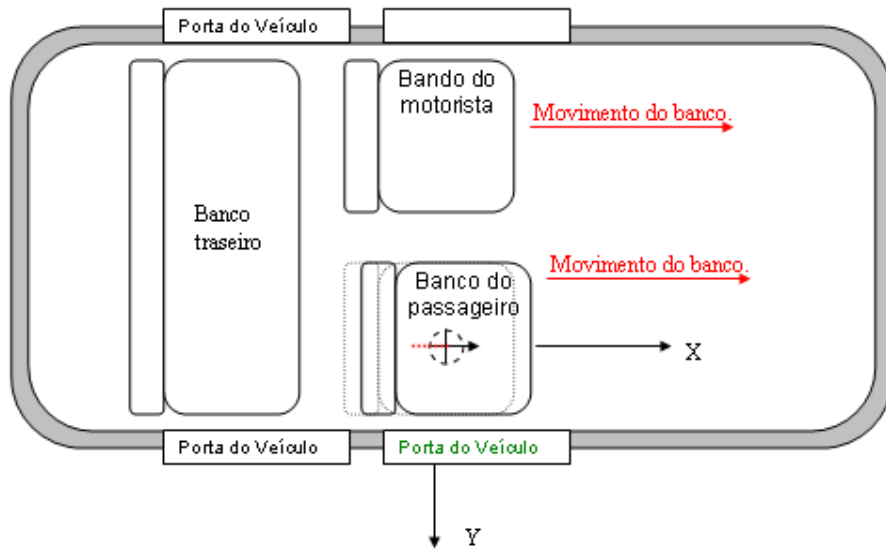 Porta do Veículo
Bando do
motorista
Movimento do banco.
Banco
traseiro
Movimento do banco.
Banco do
passageiro
X
Porta do Veículo
Porta do Veículo
Y